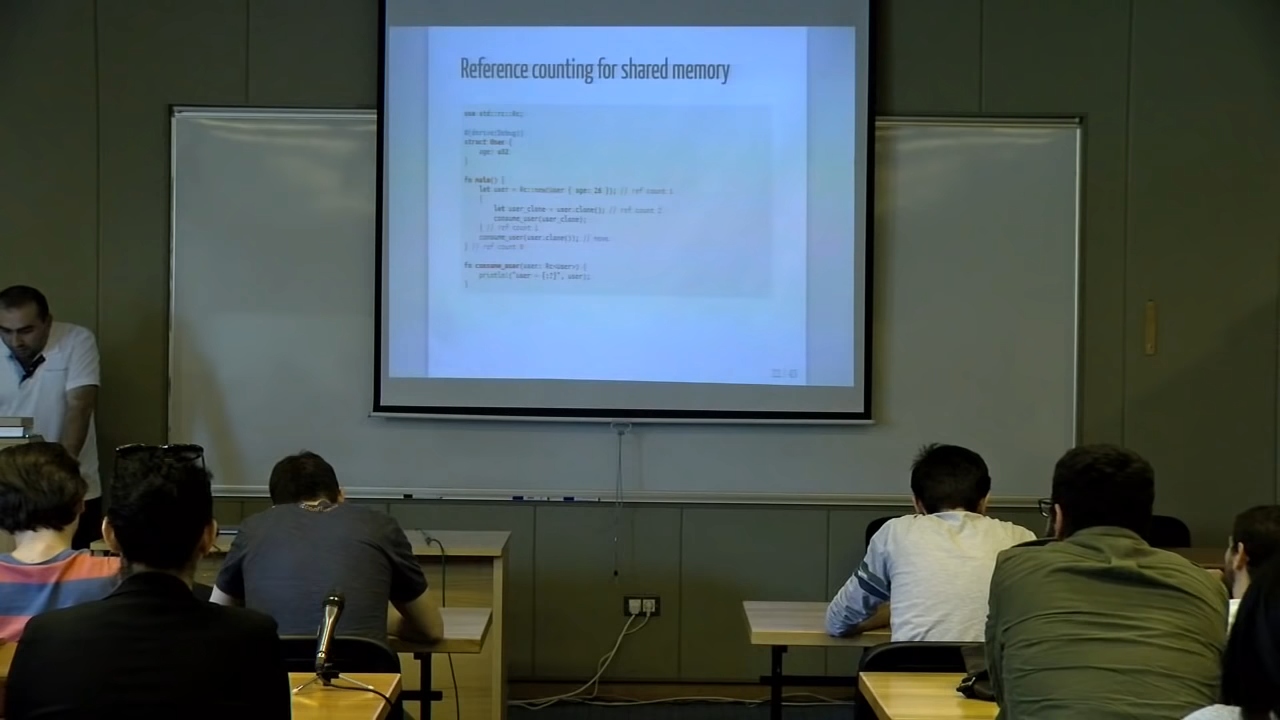 Reference counting for shared memory
use std::rc::Rc;
#[derive(Debug)]
struct User {
age: u32
}
fn main() {
let user = Rc::new(User { age: 28 }); // ref count 1
{
let user_clone = user.clone(); // ref count 2
consume_user(user_clone);
} // ref count 1
consume_user(user.clone()); // move
} // ref count 0
fn consume_user(user: Rc<User>) {
println!("user = {:?}", user);
}